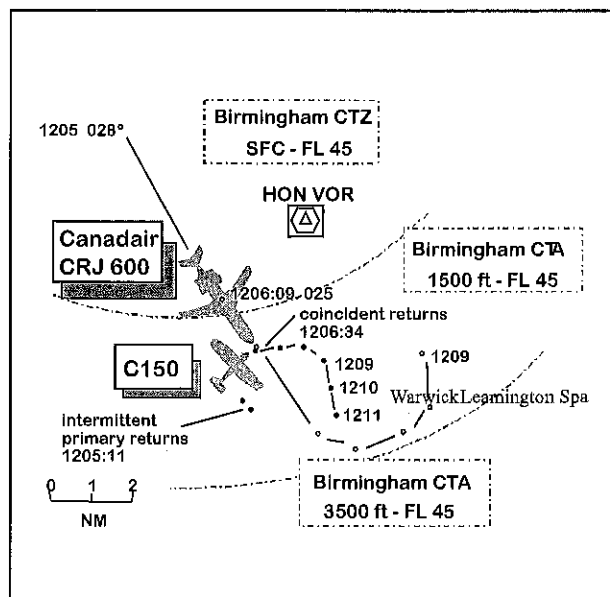 Birmingham CTZ
SFC - FL 45
1205 028°
HON VOR
Canadair
CRJ 600
Birmingham CTA
1500 ft - FL 45
1206:09 025
coincident returns
1206:34
C150
1209
1209
1210
1211
WarwickLeamington Spa
intermittent
primary returns
1205:11
Birmingham CTA
3500 ft - FL 45
0 1 2
NM